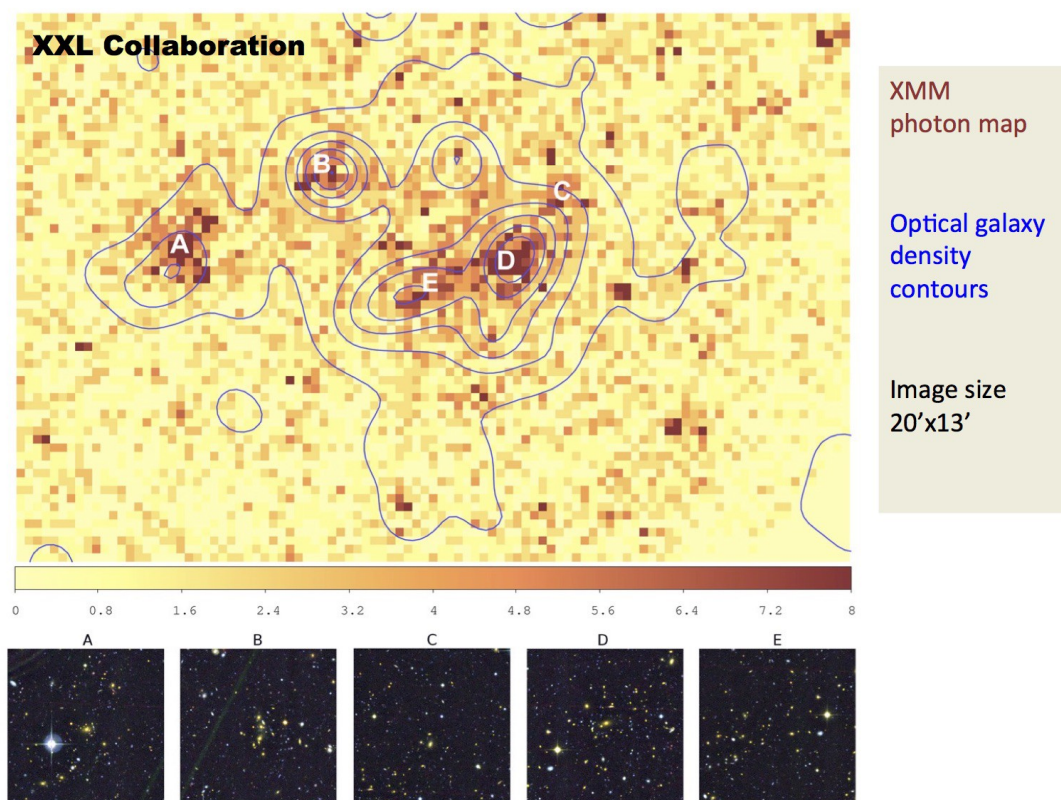 XXL Collaboration
XMM
photon map
B
C
A
D
E
Optical galaxy
density
contours
Image size
20’x13’
0 0.8 1.6 2.4 3.2 4 4.8 5.6 6.4 7.2 8
A B C D E